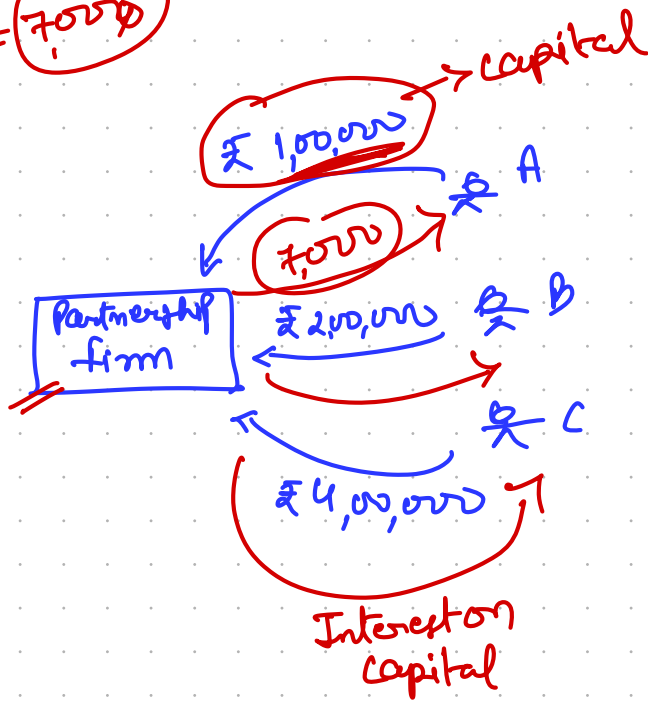 = 7,000
capital
₹ 1,00,000
A
7,000
Partnership
firm
₹ 2,00,000
B
C
₹ 4,00,000
Interest on
capital